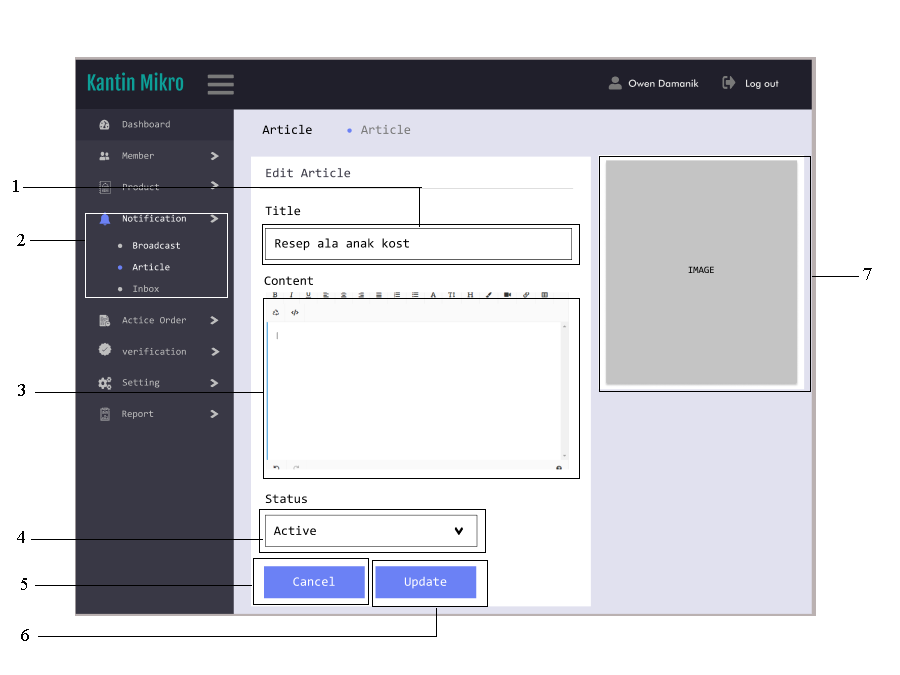 Kantin Mikro
Owen Damanik
Log out
Dashboard
Member
Product
Notification
Broadcast
Article
Inbox
Actice Order
verification
Setting
Report
Article
Article
Edit Article
Title
Resep ala anak kost
Content
B I U A T! H
</>
Status
Active
Cancel
Update
IMAGE
1
2
3
4
5
6
7